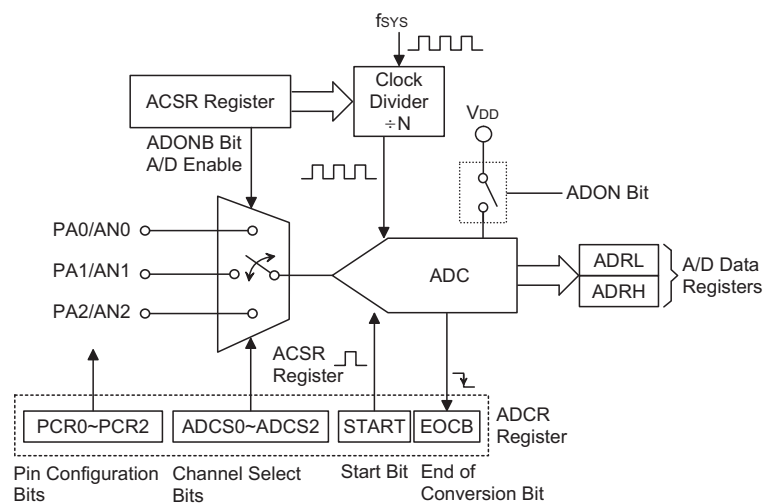 fSYS
ACSR Register
Clock
Divider
÷N
VDD
ADONB Bit
A/D Enable
ADON Bit
PA0/AN0
PA1/AN1
PA2/AN2
ADC
ADRL
ADRH
A/D Data
Registers
ACSR
Register
PCR0~PCR2
ADCS0~ADCS2
START
EOCB
ADCR
Register
Pin Configuration
Bits
Channel Select
Bits
Start Bit
End of
Conversion Bit